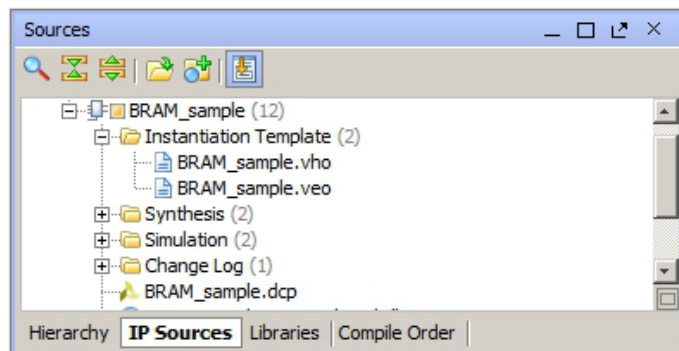 Sources
BRAM_sample (12)
Instantiation Template (2)
BRAM_sample.vho
BRAM_sample.veo
Synthesis (2)
Simulation (2)
Change Log (1)
BRAM_sample.dcp
Hierarchy IP Sources Libraries Compile Order